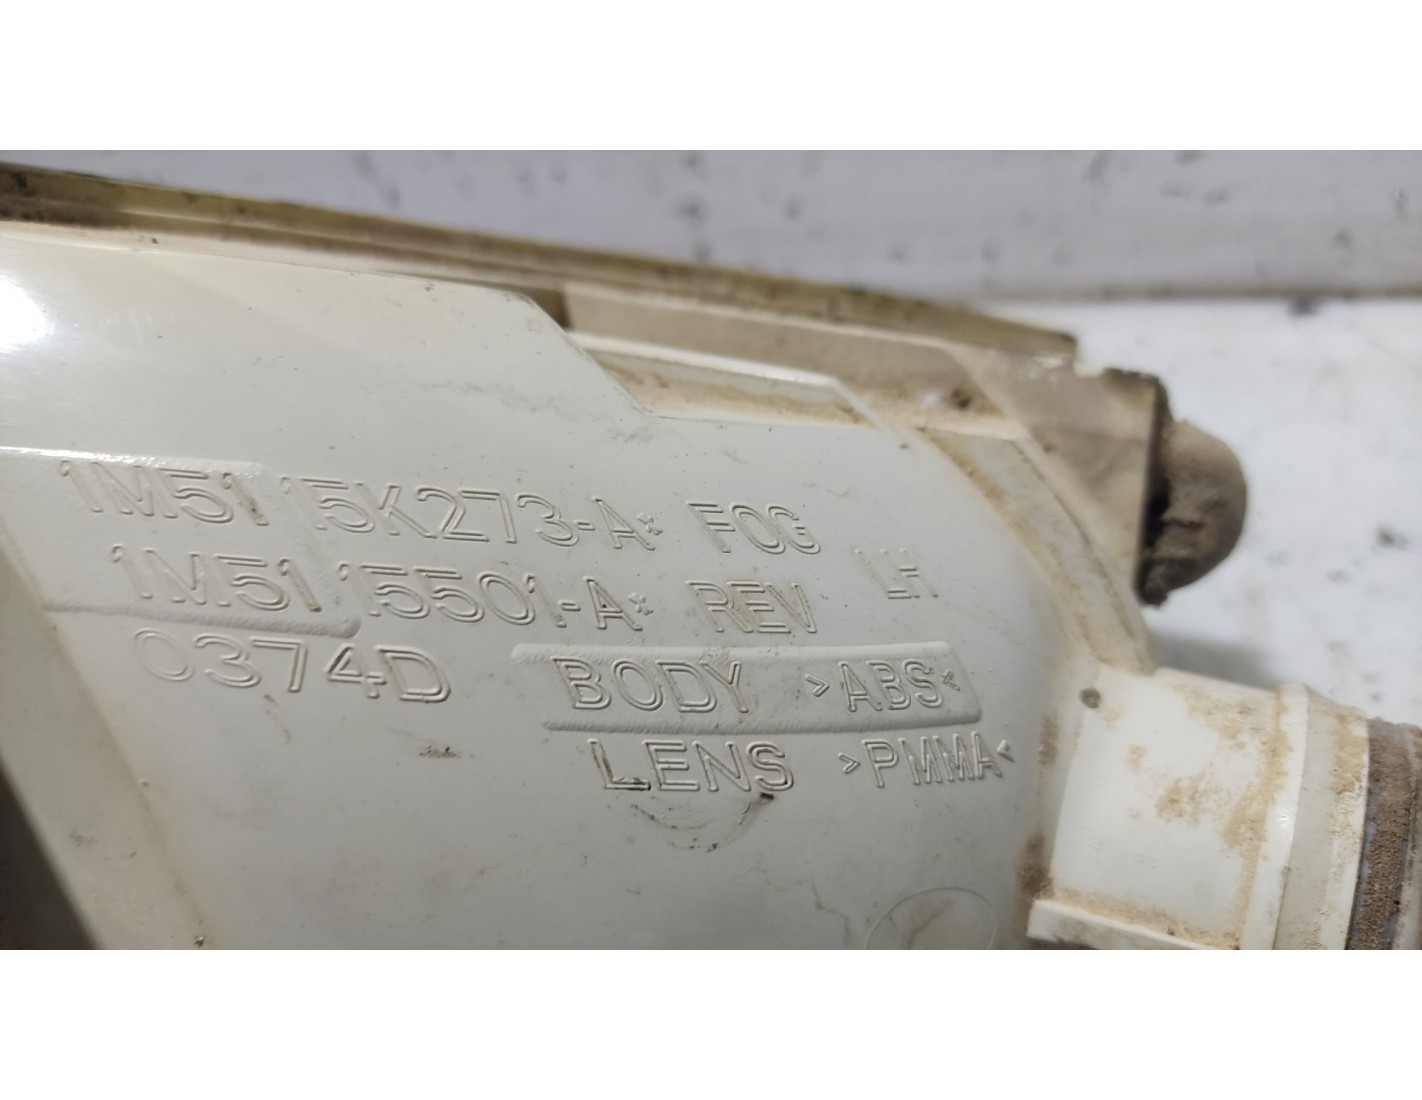 1M51 15K273-A* FOG
1M51 15501-A* REV LH
0374D BODY >ABS<
LENS >PMMA<